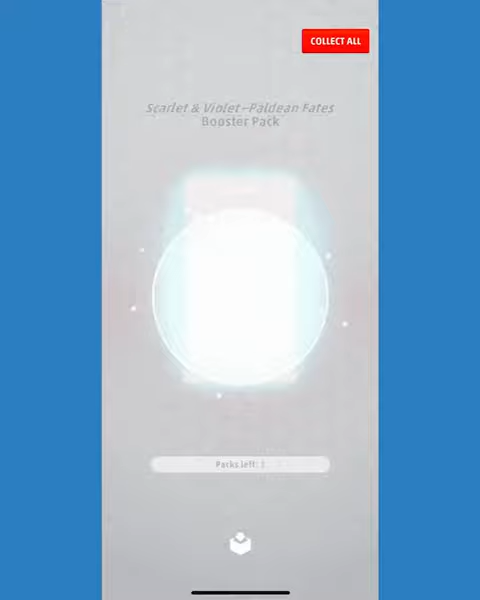 COLLECT ALL
Scarlet & Violet—Paldean Fates
Booster Pack
Packs left: